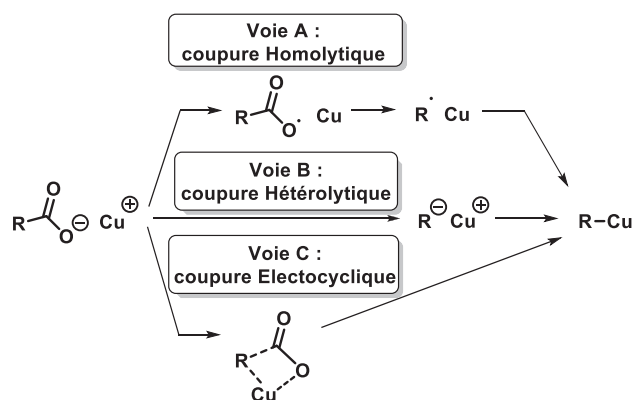 Voie A :
coupure Homolytique
O
R O· Cu
R· Cu
Voie B :
coupure Hétérolytique
O
R O⊖ Cu⊕
R⊖ Cu⊕
R–Cu
Voie C :
coupure Electocyclique
O
R O
Cu